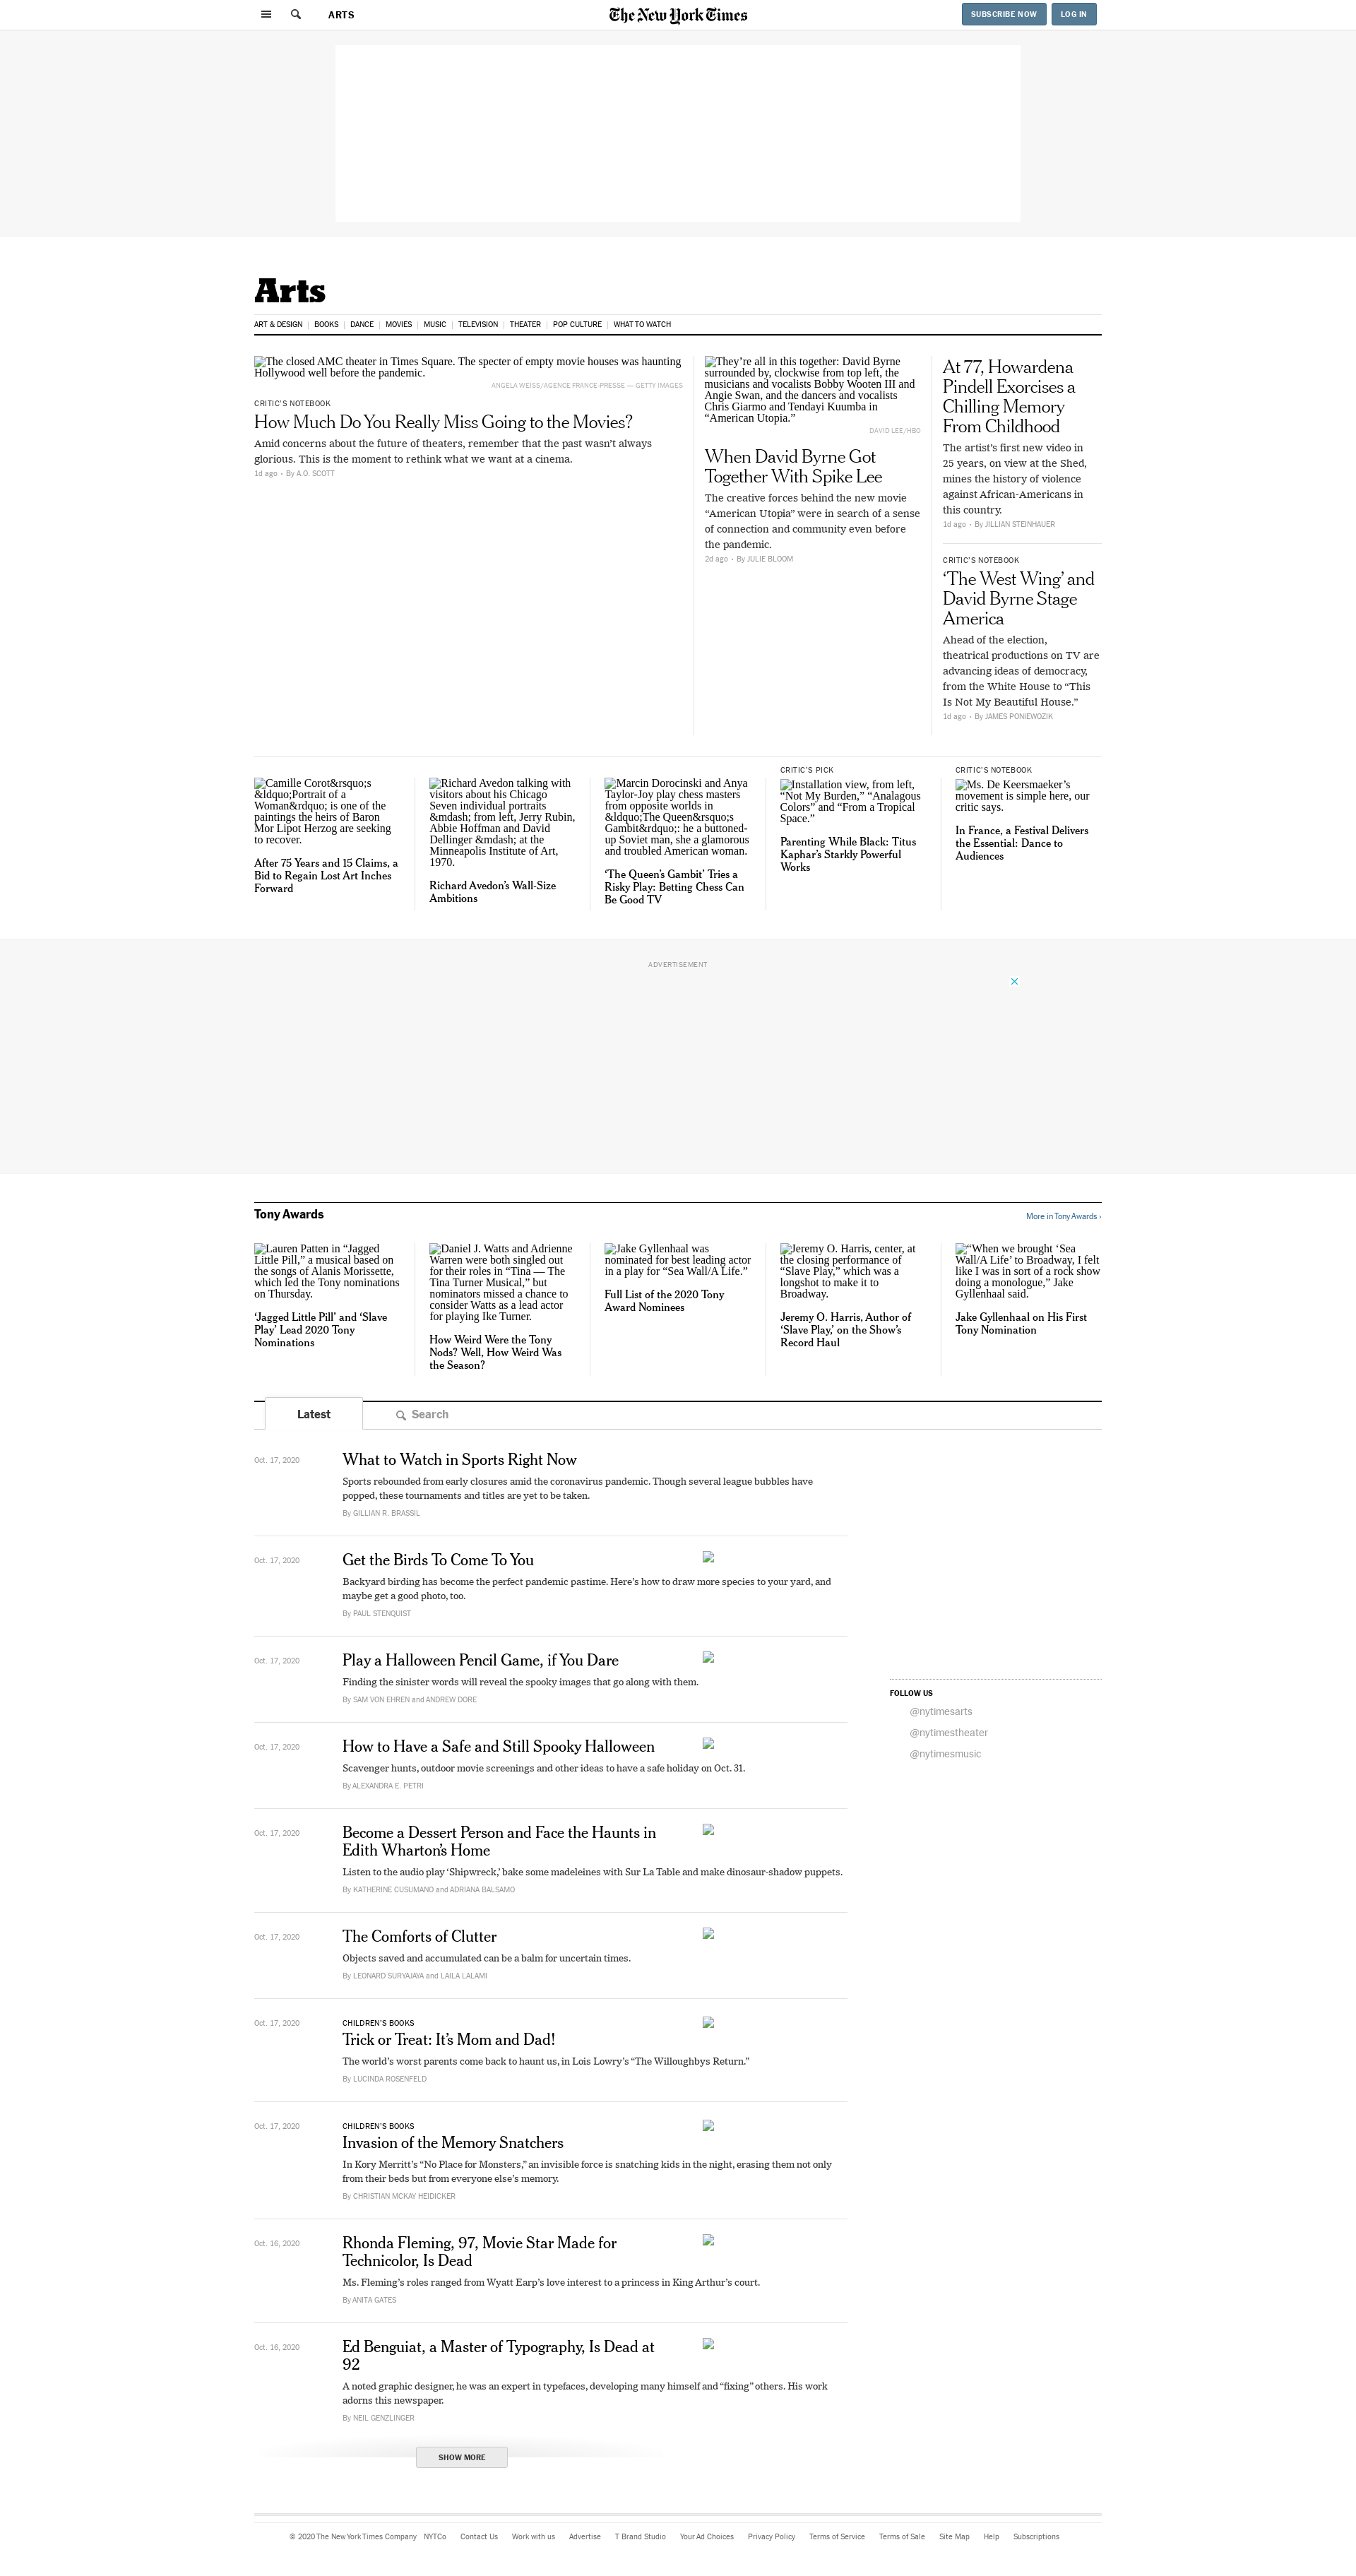 ARTS
The New York Times
SUBSCRIBE NOW
LOG IN
Arts
ART & DESIGN
BOOKS
DANCE
MOVIES
MUSIC
TELEVISION
THEATER
POP CULTURE
WHAT TO WATCH
The closed AMC theater in Times Square. The specter of empty movie houses was haunting
Hollywood well before the pandemic.
ANGELA WEISS/AGENCE FRANCE-PRESSE — GETTY IMAGES
CRITIC'S NOTEBOOK
How Much Do You Really Miss Going to the Movies?
Amid concerns about the future of theaters, remember that the past wasn't always
glorious. This is the moment to rethink what we want at a cinema.
1d ago · By A.O. SCOTT
They're all in this together: David Byrne
surrounded by, clockwise from top left, the
musicians and vocalists Bobby Wooten III and
Angie Swan, and the dancers and vocalists
Chris Giarmo and Tendayi Kuumba in
“American Utopia.”
DAVID LEE/HBO
When David Byrne Got
Together With Spike Lee
The creative forces behind the new movie
“American Utopia” were in search of a sense
of connection and community even before
the pandemic.
2d ago · By JULIE BLOOM
At 77, Howardena
Pindell Exorcises a
Chilling Memory
From Childhood
The artist's first new video in
25 years, on view at the Shed,
mines the history of violence
against African-Americans in
this country.
1d ago · By JILLIAN STEINHAUER
CRITIC'S NOTEBOOK
‘The West Wing’ and
David Byrne Stage
America
Ahead of the election,
theatrical productions on TV are
advancing ideas of democracy,
from the White House to “This
Is Not My Beautiful House.”
1d ago · By JAMES PONIEWOZIK
Camille Corot&rsquo;s
&ldquo;Portrait of a
Woman&rdquo; is one of the
paintings the heirs of Baron
Mor Lipot Herzog are seeking
to recover.
After 75 Years and 15 Claims, a
Bid to Regain Lost Art Inches
Forward
Richard Avedon talking with
visitors about his Chicago
Seven individual portraits
&mdash; from left, Jerry Rubin,
Abbie Hoffman and David
Dellinger &mdash; at the
Minneapolis Institute of Art,
1970.
Richard Avedon's Wall-Size
Ambitions
Marcin Dorocinski and Anya
Taylor-Joy play chess masters
from opposite worlds in
&ldquo;The Queen&rsquo;s
Gambit&rdquo;: he a buttoned-
up Soviet man, she a glamorous
and troubled American woman.
‘The Queen's Gambit’ Tries a
Risky Play: Betting Chess Can
Be Good TV
CRITIC'S PICK
Installation view, from left,
“Not My Burden,” “Analagous
Colors” and “From a Tropical
Space.”
Parenting While Black: Titus
Kaphar's Starkly Powerful
Works
CRITIC'S NOTEBOOK
Ms. De Keersmaeker's
movement is simple here, our
critic says.
In France, a Festival Delivers
the Essential: Dance to
Audiences
ADVERTISEMENT
Tony Awards
More in Tony Awards ›
Lauren Patten in “Jagged
Little Pill,” a musical based on
the songs of Alanis Morissette,
which led the Tony nominations
on Thursday.
‘Jagged Little Pill’ and ‘Slave
Play’ Lead 2020 Tony
Nominations
Daniel J. Watts and Adrienne
Warren were both singled out
for their roles in “Tina — The
Tina Turner Musical,” but
nominators missed a chance to
consider Watts as a lead actor
for playing Ike Turner.
How Weird Were the Tony
Nods? Well, How Weird Was
the Season?
Jake Gyllenhaal was
nominated for best leading actor
in a play for “Sea Wall/A Life.”
Full List of the 2020 Tony
Award Nominees
Jeremy O. Harris, center, at
the closing performance of
“Slave Play,” which was a
longshot to make it to
Broadway.
Jeremy O. Harris, Author of
‘Slave Play,’ on the Show's
Record Haul
“When we brought ‘Sea
Wall/A Life’ to Broadway, I felt
like I was in sort of a rock show
doing a monologue,” Jake
Gyllenhaal said.
Jake Gyllenhaal on His First
Tony Nomination
Latest
Search
Oct. 17, 2020
What to Watch in Sports Right Now
Sports rebounded from early closures amid the coronavirus pandemic. Though several league bubbles have
popped, these tournaments and titles are yet to be taken.
By GILLIAN R. BRASSIL
Oct. 17, 2020
Get the Birds To Come To You
Backyard birding has become the perfect pandemic pastime. Here's how to draw more species to your yard, and
maybe get a good photo, too.
By PAUL STENQUIST
Oct. 17, 2020
Play a Halloween Pencil Game, if You Dare
Finding the sinister words will reveal the spooky images that go along with them.
By SAM VON EHREN and ANDREW DORE
Oct. 17, 2020
How to Have a Safe and Still Spooky Halloween
Scavenger hunts, outdoor movie screenings and other ideas to have a safe holiday on Oct. 31.
By ALEXANDRA E. PETRI
Oct. 17, 2020
Become a Dessert Person and Face the Haunts in
Edith Wharton's Home
Listen to the audio play ‘Shipwreck,’ bake some madeleines with Sur La Table and make dinosaur-shadow puppets.
By KATHERINE CUSUMANO and ADRIANA BALSAMO
Oct. 17, 2020
The Comforts of Clutter
Objects saved and accumulated can be a balm for uncertain times.
By LEONARD SURYAJAYA and LAILA LALAMI
Oct. 17, 2020
CHILDREN'S BOOKS
Trick or Treat: It's Mom and Dad!
The world's worst parents come back to haunt us, in Lois Lowry's “The Willoughbys Return.”
By LUCINDA ROSENFELD
Oct. 17, 2020
CHILDREN'S BOOKS
Invasion of the Memory Snatchers
In Kory Merritt's “No Place for Monsters,” an invisible force is snatching kids in the night, erasing them not only
from their beds but from everyone else's memory.
By CHRISTIAN MCKAY HEIDICKER
Oct. 16, 2020
Rhonda Fleming, 97, Movie Star Made for
Technicolor, Is Dead
Ms. Fleming's roles ranged from Wyatt Earp's love interest to a princess in King Arthur's court.
By ANITA GATES
Oct. 16, 2020
Ed Benguiat, a Master of Typography, Is Dead at
92
A noted graphic designer, he was an expert in typefaces, developing many himself and “fixing” others. His work
adorns this newspaper.
By NEIL GENZLINGER
SHOW MORE
FOLLOW US
@nytimesarts
@nytimestheater
@nytimesmusic
© 2020 The New York Times Company
NYTCo
Contact Us
Work with us
Advertise
T Brand Studio
Your Ad Choices
Privacy Policy
Terms of Service
Terms of Sale
Site Map
Help
Subscriptions